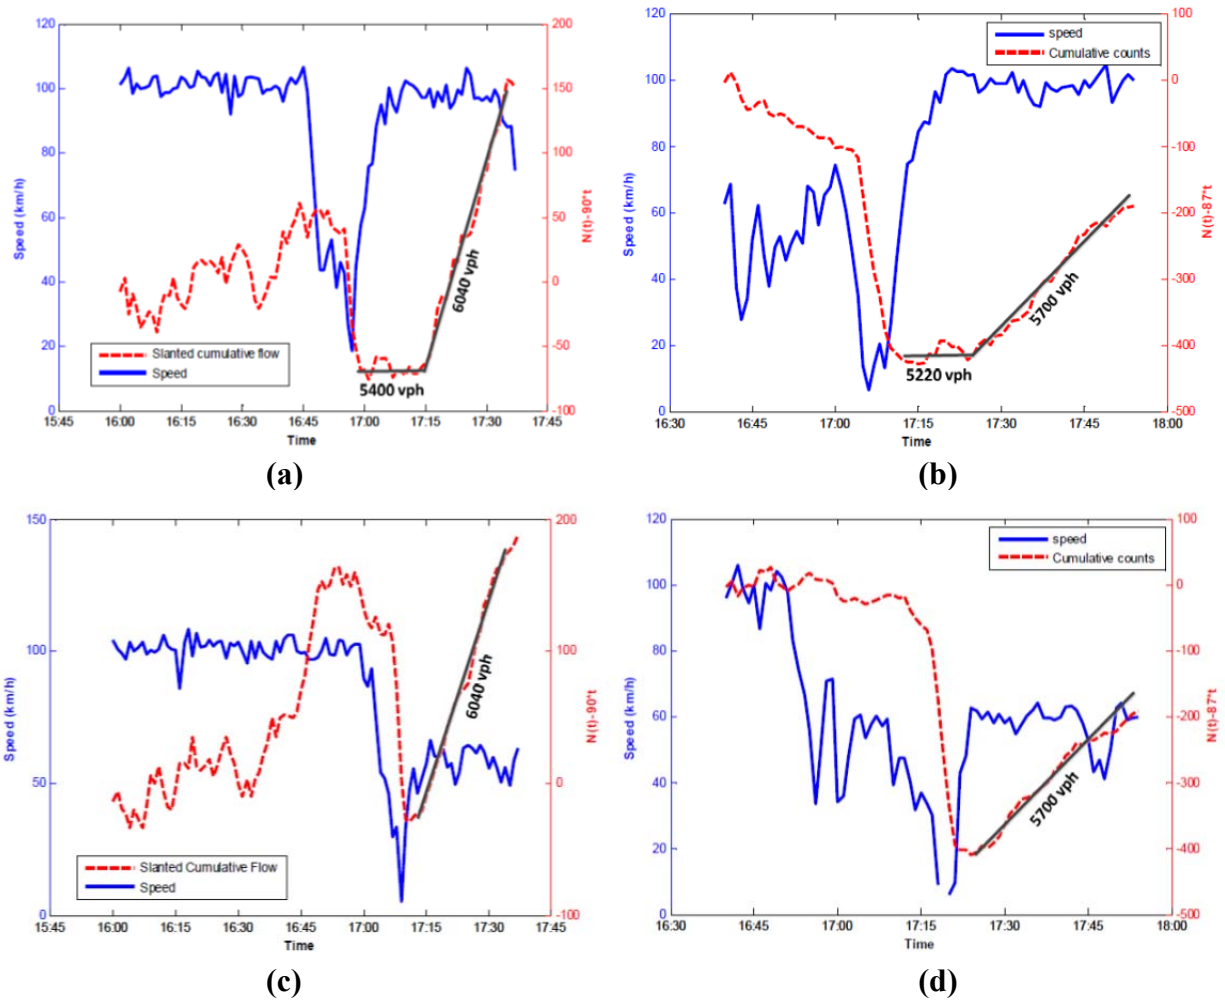 120
100
80
60
40
20
0
Speed (km/h)
200
150
100
50
0
-50
-100
N(t)-90*t
6040 vph
5400 vph
Slanted cumulative flow
Speed
15:45 16:00 16:15 16:30 16:45 17:00 17:15 17:30 17:45
Time
(a)
120
100
80
60
40
20
0
Speed (km/h)
speed
Cumulative counts
100
0
-100
-200
-300
-400
-500
N(t)-87*t
5700 vph
5220 vph
16:30 16:45 17:00 17:15 17:30 17:45 18:00
Time
(b)
150
100
50
0
Speed (km/h)
200
100
0
-100
N(t)-90*t
6040 vph
Slanted Cumulative Flow
Speed
15:45 16:00 16:15 16:30 16:45 17:00 17:15 17:30 17:45
Time
(c)
120
100
80
60
40
20
0
Speed (km/h)
speed
Cumulative counts
100
0
-100
-200
-300
-400
-500
N(t)-87*t
5700 vph
16:30 16:45 17:00 17:15 17:30 17:45 18:00
Time
(d)